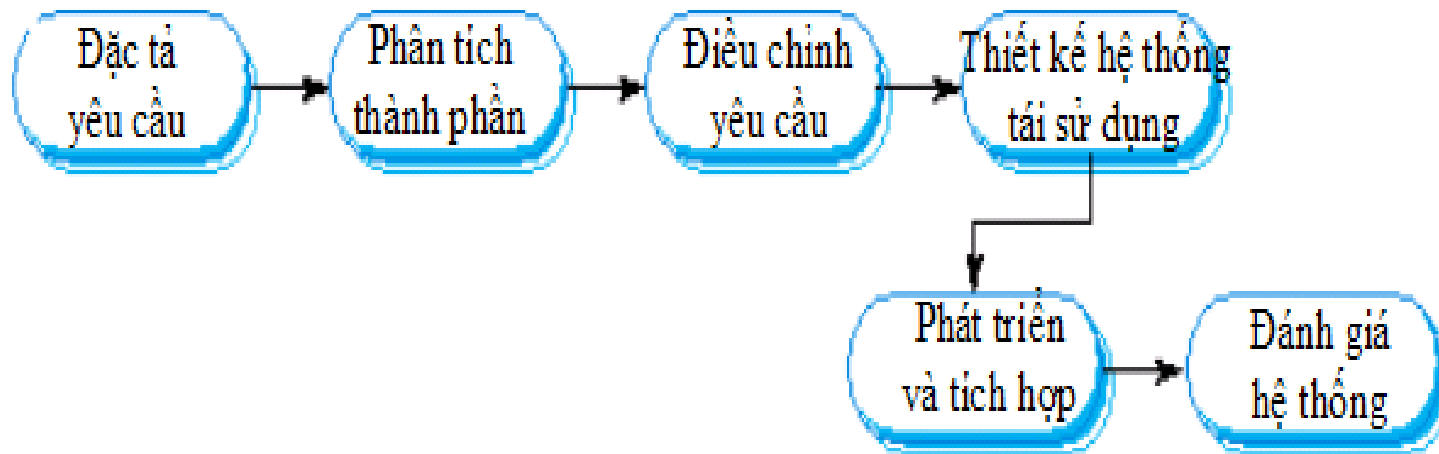 Đặc tả
yêu cầu
Phân tích
thành phần
Điều chỉnh
yêu cầu
Thiết kế hệ thống
tái sử dụng
Phát triển
và tích hợp
Đánh giá
hệ thống